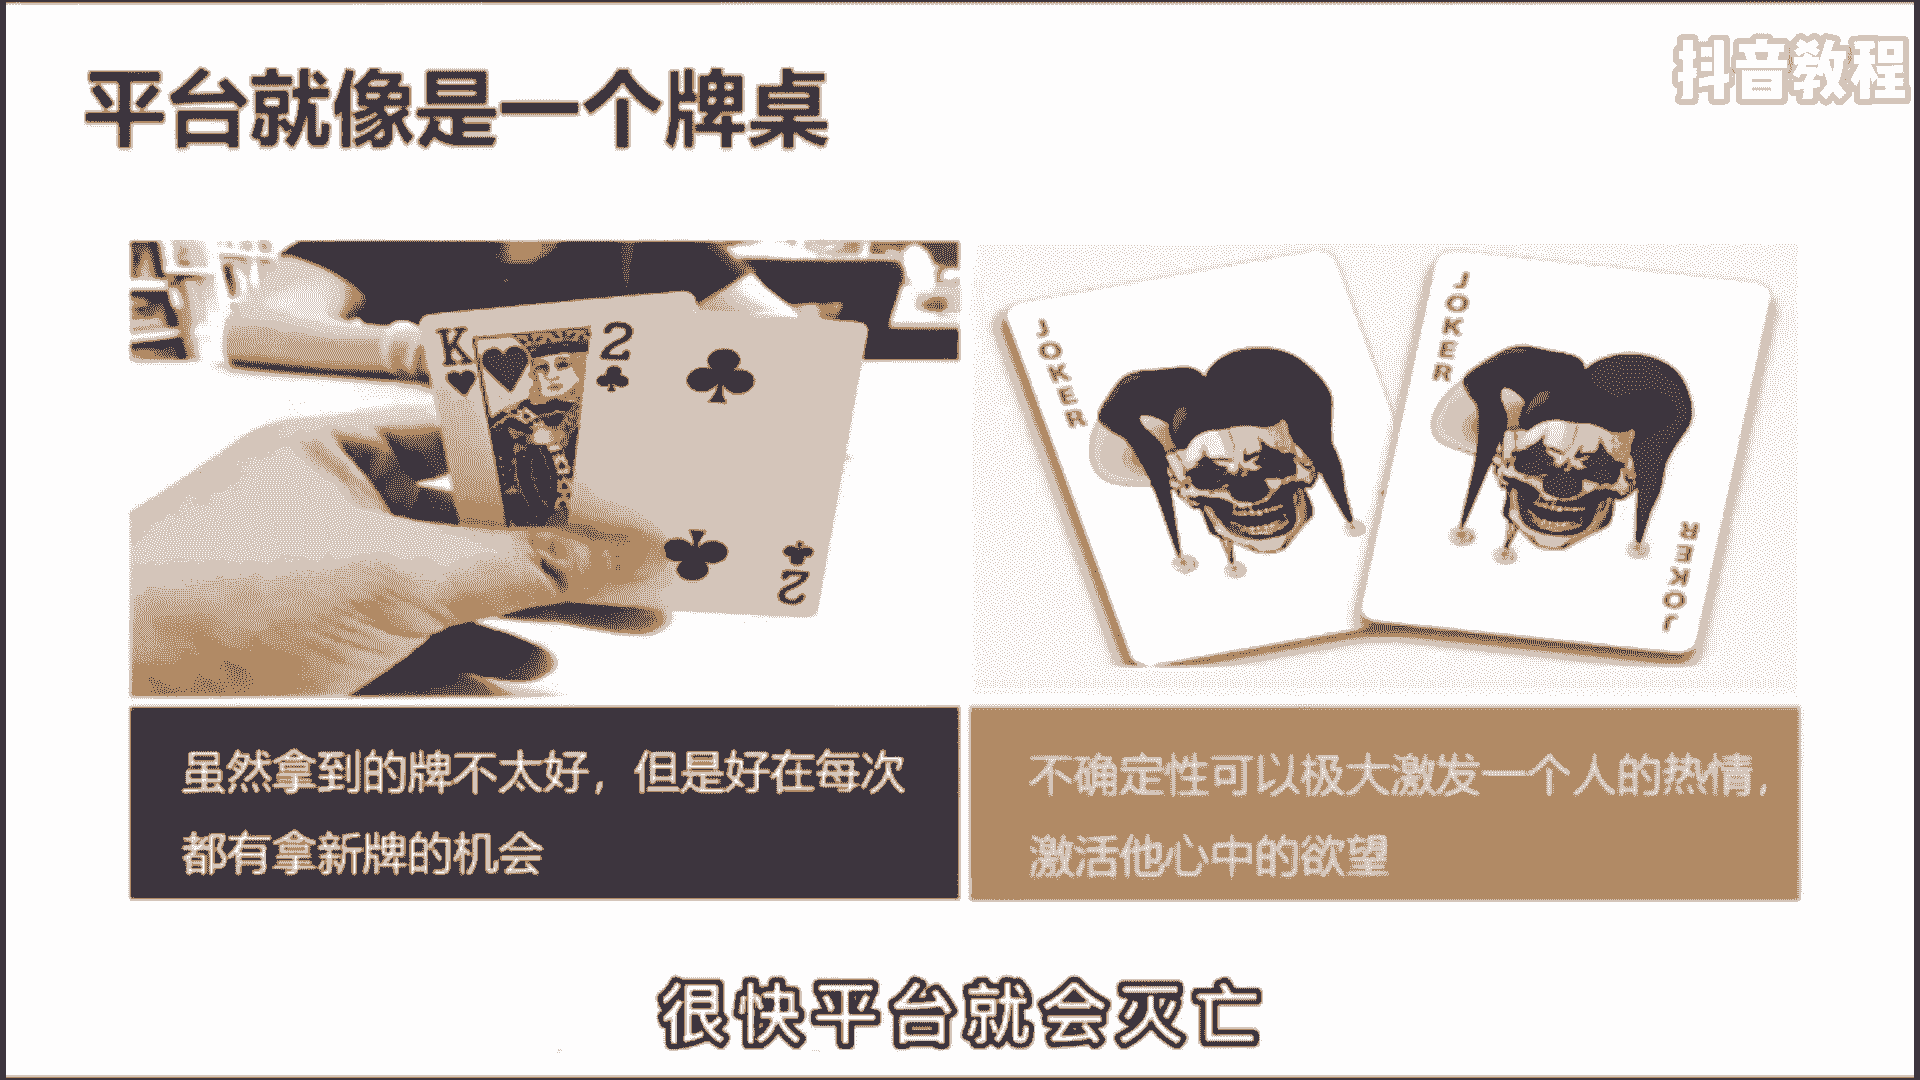 平台就像是一个牌桌
抖音教程
K
2
2
JOKER
JOKER
JOKER
虽然拿到的牌不太好，但是好在每次
都有拿新牌的机会
不确定性可以极大激发一个人的热情，
激活他心中的欲望
很快平台就会灭亡